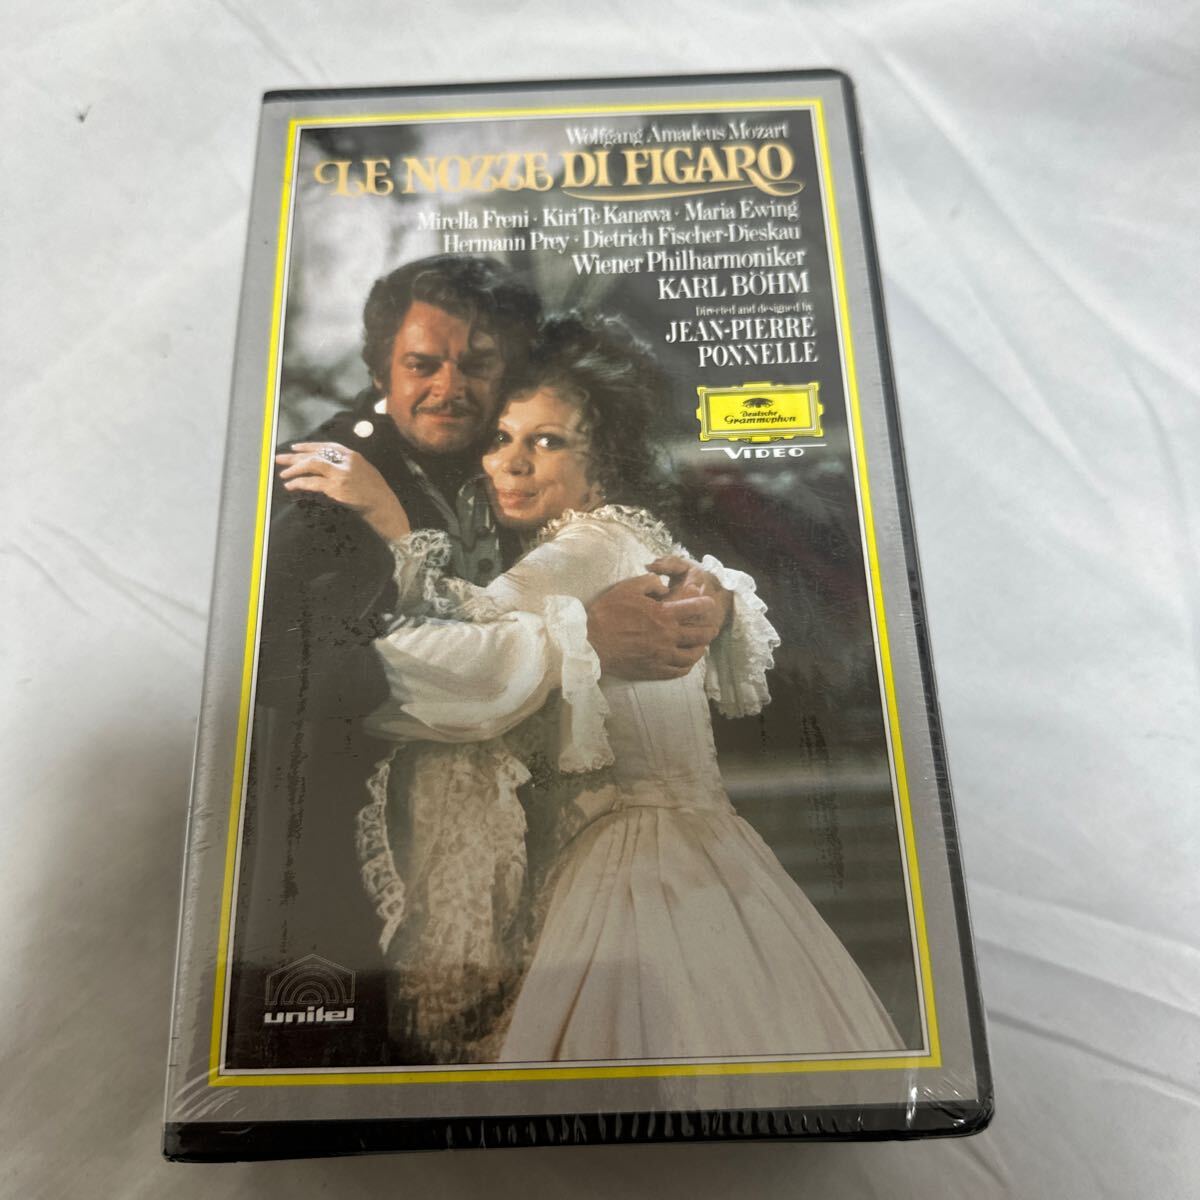 Wolfgang Amadeus Mozart
LE NOZZE DI FIGARO
Mirella Freni · Kiri Te Kanawa · Maria Ewing
Hermann Prey · Dietrich Fischer-Dieskau
Wiener Philharmoniker
KARL BÖHM
Directed and designed by
JEAN-PIERRE
PONNELLE
Deutsche
Grammophon
VIDEO
unitel